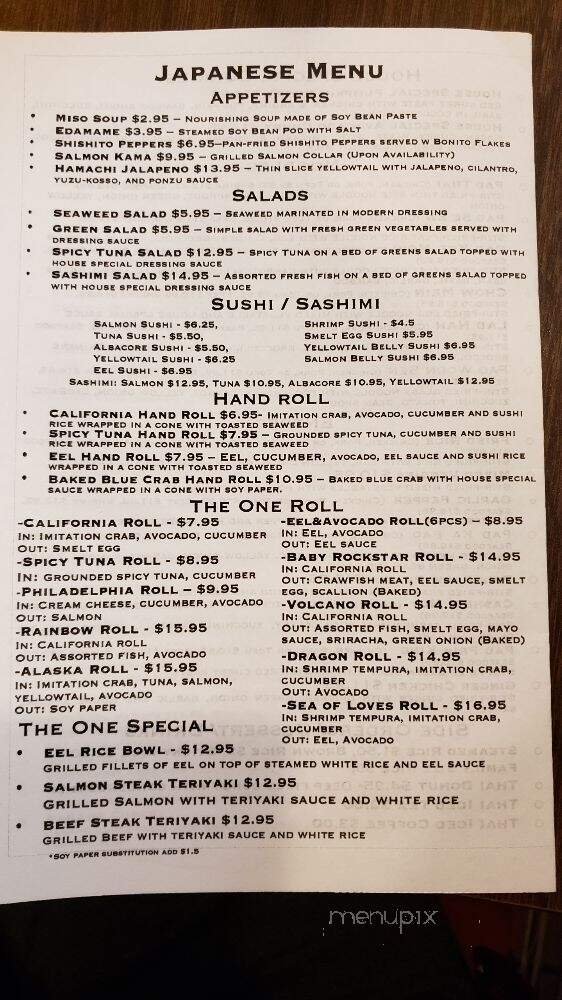 Japanese Menu
Appetizers
• Miso Soup $2.95 – Nourishing Soup made of Soy Bean Paste
• Edamame $3.95 – Steamed Soy Bean Pod with Salt
• Shishito Peppers $6.95–Pan-fried Shishito Peppers served w Bonito Flakes
• Salmon Kama $9.95 – Grilled Salmon Collar (Upon Availability)
• Hamachi Jalapeno $13.95 – Thin slice yellowtail with jalapeno, cilantro,
yuzu-kosso, and ponzu sauce
Salads
• Seaweed Salad $5.95 – Seaweed marinated in modern dressing
• Green Salad $5.95 – Simple salad with fresh green vegetables served with
dressing sauce
• Spicy Tuna Salad $12.95 – Spicy tuna on a bed of greens salad topped with
house special dressing sauce
• Sashimi Salad $14.95 – Assorted fresh fish on a bed of greens salad topped
with house special dressing sauce
Sushi / Sashimi
Salmon Sushi - $6.25, Shrimp Sushi - $4.5
Tuna Sushi - $5.50, Smelt Egg Sushi $5.95
Albacore Sushi - $5.50, Yellowtail Belly Sushi $6.95
Yellowtail Sushi - $6.25 Salmon Belly Sushi $6.95
Eel Sushi - $6.95
Sashimi: Salmon $12.95, Tuna $10.95, Albacore $10.95, Yellowtail $12.95
Hand roll
• California Hand Roll $6.95- Imitation crab, avocado, cucumber and sushi
rice wrapped in a cone with toasted seaweed
• Spicy Tuna Hand Roll $7.95 – Grounded spicy tuna, cucumber and sushi
rice wrapped in a cone with toasted seaweed
• Eel Hand Roll $7.95 – Eel, cucumber, avocado, eel sauce and sushi rice
wrapped in a cone with toasted seaweed
• Baked Blue Crab Hand Roll $10.95 – Baked blue crab with house special
sauce wrapped in a cone with soy paper.
The One Roll
-California Roll - $7.95
In: Imitation crab, avocado, cucumber
Out: Smelt egg
-Spicy Tuna Roll - $8.95
In: Grounded spicy tuna, cucumber
-Philadelphia Roll – $9.95
In: Cream cheese, cucumber, avocado
Out: Salmon
-Rainbow Roll - $15.95
In: California roll
Out: Assorted fish, avocado
-Alaska Roll - $15.95
In: Imitation crab, tuna, salmon,
yellowtail, avocado
Out: Soy paper
-Eel&Avocado Roll(6pcs) – $8.95
In: Eel, avocado
Out: Eel sauce
-Baby Rockstar Roll - $14.95
In: California roll
Out: Crawfish meat, eel sauce, smelt
egg, scallion (Baked)
-Volcano Roll - $14.95
In: California roll
Out: Assorted fish, smelt egg, mayo
sauce, sriracha, green onion (Baked)
-Dragon Roll - $14.95
In: Shrimp tempura, imitation crab,
cucumber
Out: Avocado
-Sea of Loves Roll - $16.95
In: Shrimp tempura, imitation crab,
cucumber
Out: Eel, Avocado
The One Special
• Eel Rice Bowl - $12.95
grilled fillets of eel on top of steamed white rice and eel sauce
• Salmon Steak Teriyaki $12.95
Grilled Salmon with teriyaki sauce and white rice
• Beef Steak Teriyaki $12.95
Grilled Beef with teriyaki sauce and white rice
*Soy paper substitution add $1.5
menupix